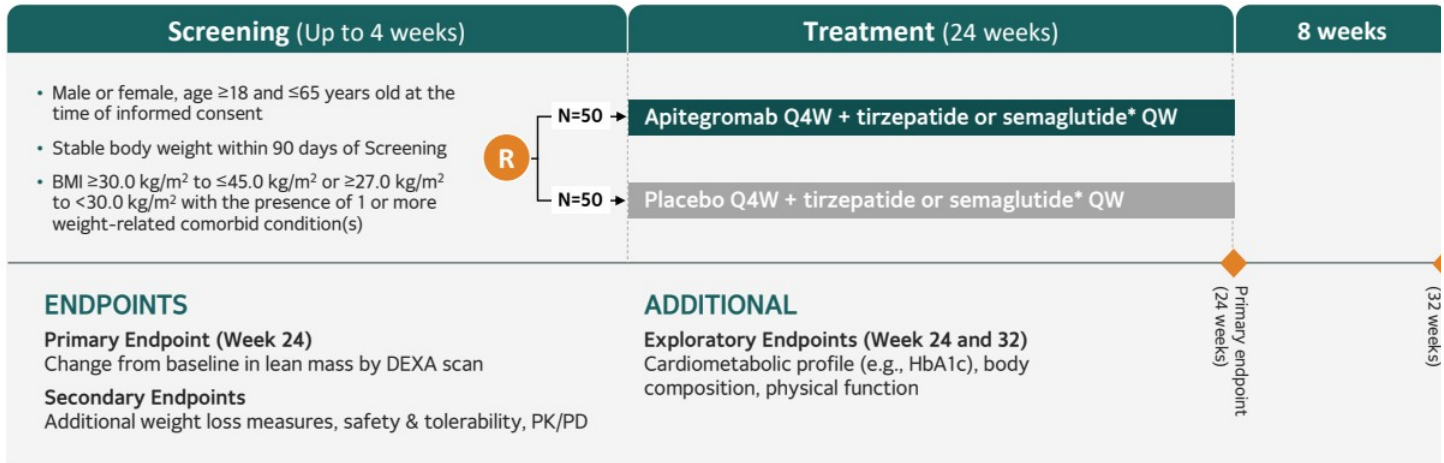 Screening (Up to 4 weeks)
Treatment (24 weeks)
8 weeks
• Male or female, age ≥18 and ≤65 years old at the
time of informed consent
• Stable body weight within 90 days of Screening
• BMI ≥30.0 kg/m² to ≤45.0 kg/m² or ≥27.0 kg/m²
to <30.0 kg/m² with the presence of 1 or more
weight-related comorbid condition(s)
R
N=50
Apitegromab Q4W + tirzepatide or semaglutide* QW
N=50
Placebo Q4W + tirzepatide or semaglutide* QW
ENDPOINTS
Primary Endpoint (Week 24)
Change from baseline in lean mass by DEXA scan
Secondary Endpoints
Additional weight loss measures, safety & tolerability, PK/PD
ADDITIONAL
Exploratory Endpoints (Week 24 and 32)
Cardiometabolic profile (e.g., HbA1c), body
composition, physical function
Primary endpoint
(24 weeks)
(32 weeks)